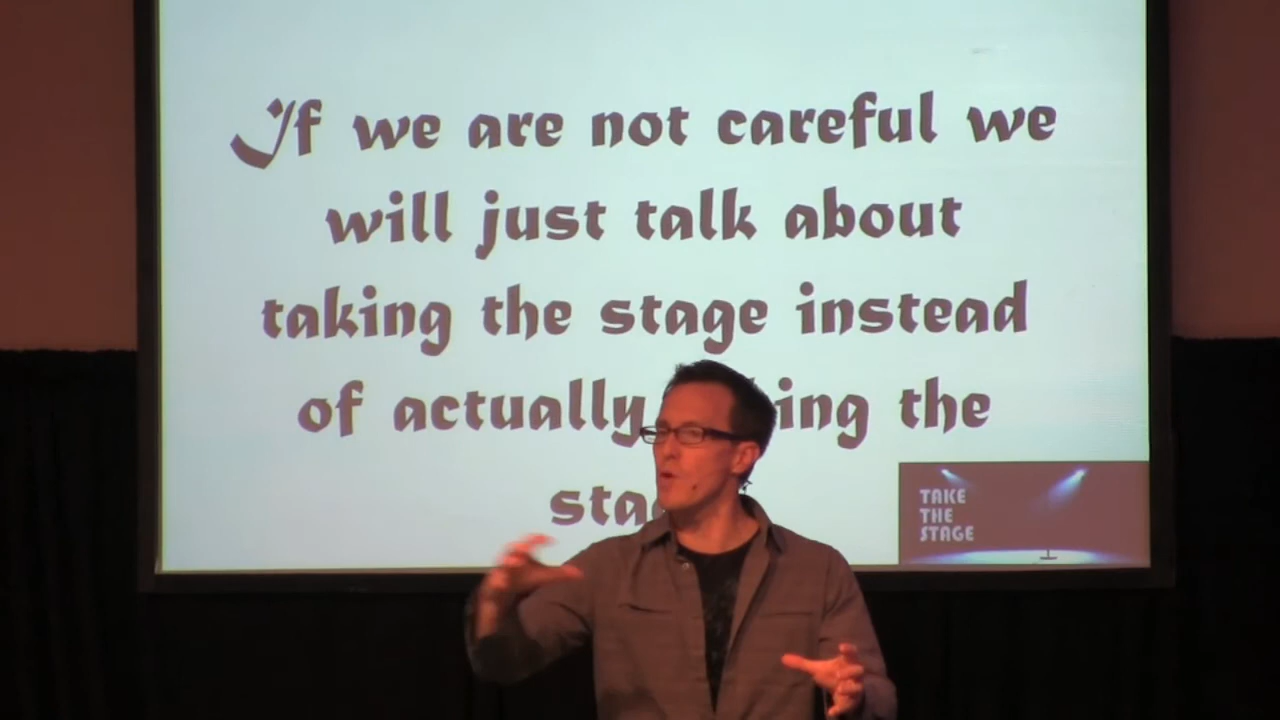 If we are not careful we
will just talk about
taking the stage instead
of actually the
TAKE
THE
STAGE